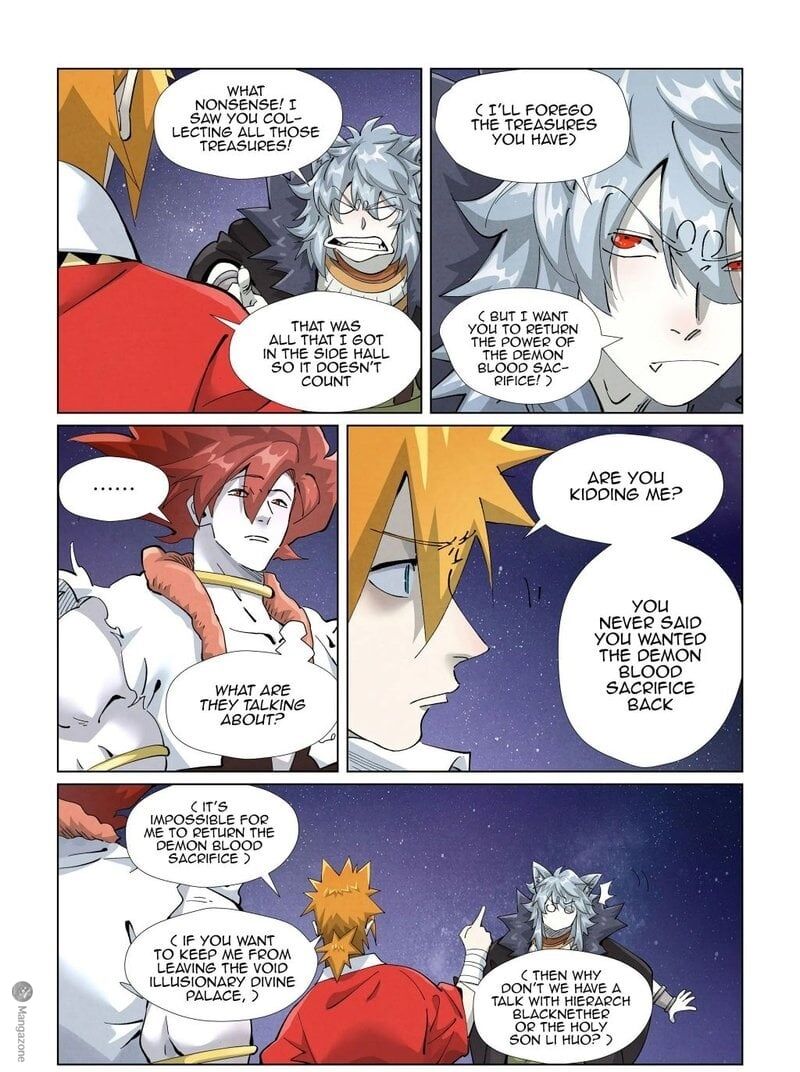 WHAT
NONSENSE! I
SAW YOU COL-
LECTING ALL THOSE
TREASURES!
THAT WAS
ALL THAT I GOT
IN THE SIDE HALL
SO IT DOESN'T
COUNT
( I'LL FOREGO
THE TREASURES
YOU HAVE)
( BUT I WANT
YOU TO RETURN
THE POWER OF
THE DEMON
BLOOD SAC-
RIFICE! )
......
WHAT ARE
THEY TALKING
ABOUT?
ARE YOU
KIDDING ME?
YOU
NEVER SAID
YOU WANTED
THE DEMON
BLOOD
SACRIFICE
BACK
( IT'S
IMPOSSIBLE FOR
ME TO RETURN THE
DEMON BLOOD
SACRIFICE )
( IF YOU WANT
TO KEEP ME FROM
LEAVING THE VOID
ILLUSIONARY DIVINE
PALACE, )
( THEN WHY
DON'T WE HAVE A
TALK WITH HIERARCH
BLACKNETHER
OR THE HOLY
SON LI HUO? )
Mangazone